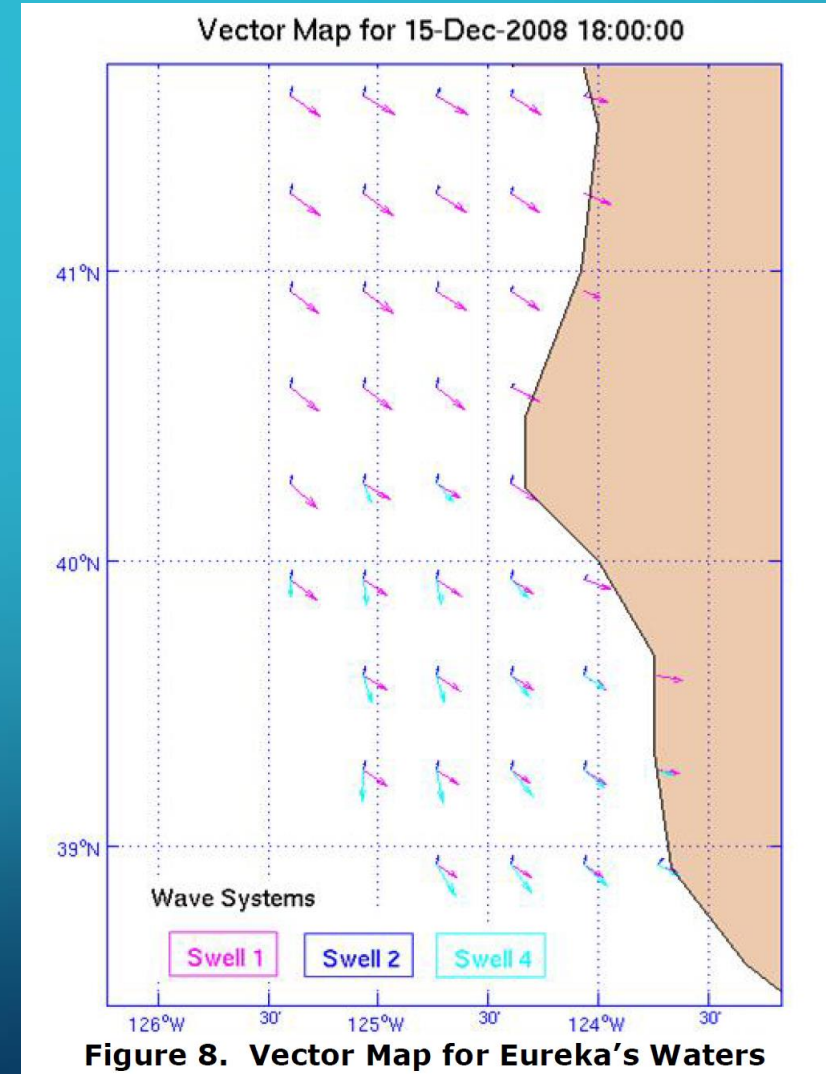 Vector Map for 15-Dec-2008 18:00:00
41°N
40°N
39°N
Wave Systems
Swell 1 Swell 2 Swell 4
126°W 30' 125°W 30' 124°W 30'
Figure 8. Vector Map for Eureka's Waters